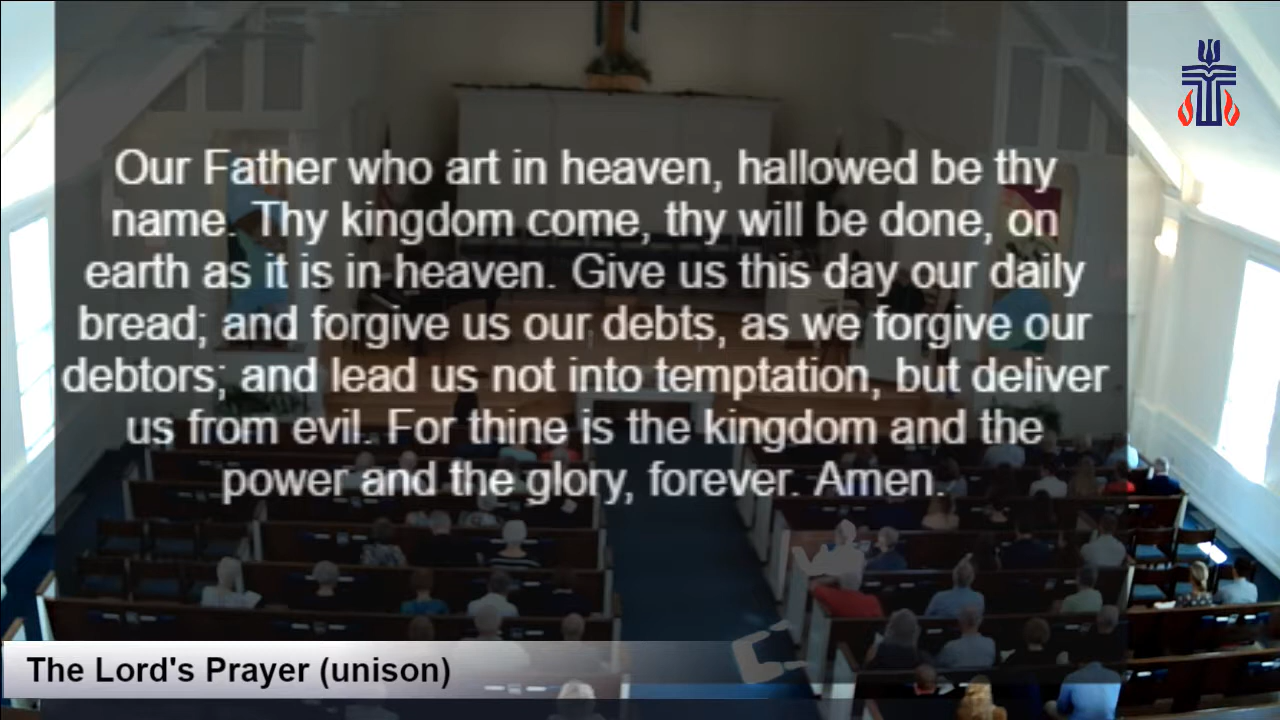 Our Father who art in heaven, hallowed be thy
name. Thy kingdom come, thy will be done, on
earth as it is in heaven. Give us this day our daily
bread; and forgive us our debts, as we forgive our
debtors; and lead us not into temptation, but deliver
us from evil. For thine is the kingdom and the
power and the glory, forever. Amen.
The Lord's Prayer (unison)